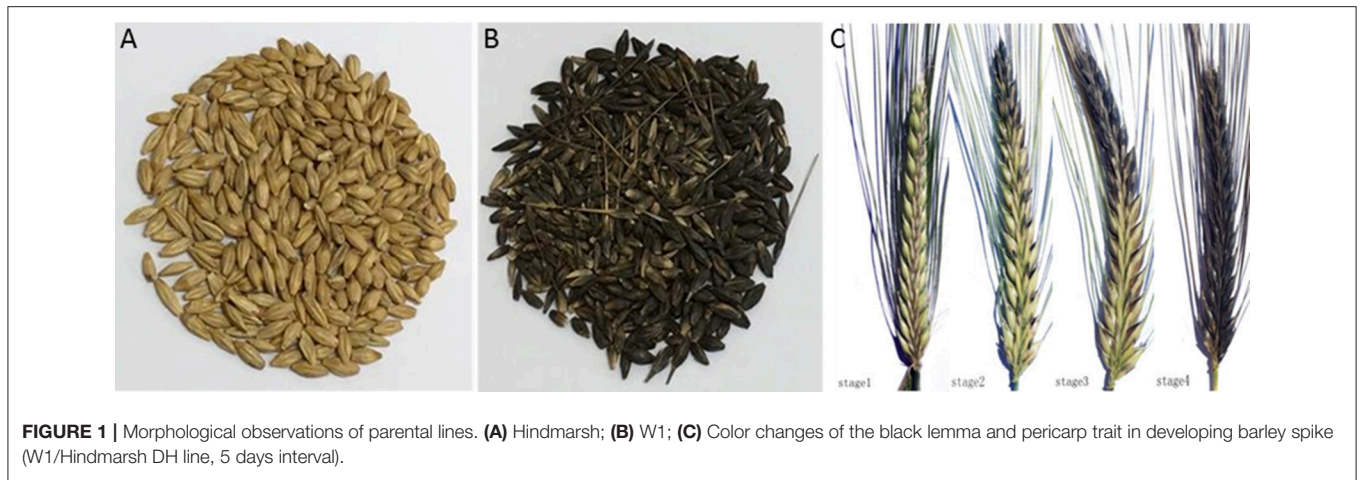 A
B
C
stage1
stage2
stage3
stage4
FIGURE 1 | Morphological observations of parental lines. (A) Hindmarsh; (B) W1; (C) Color changes of the black lemma and pericarp trait in developing barley spike
(W1/Hindmarsh DH line, 5 days interval).